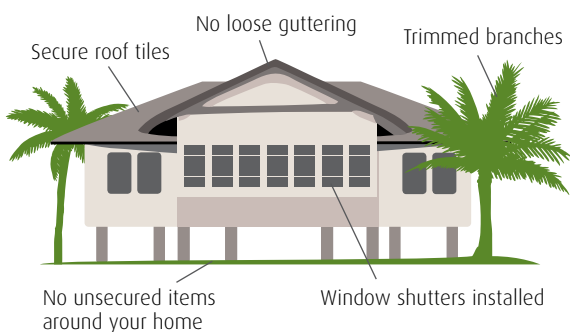 No loose guttering
Secure roof tiles
Trimmed branches
No unsecured items
around your home
Window shutters installed